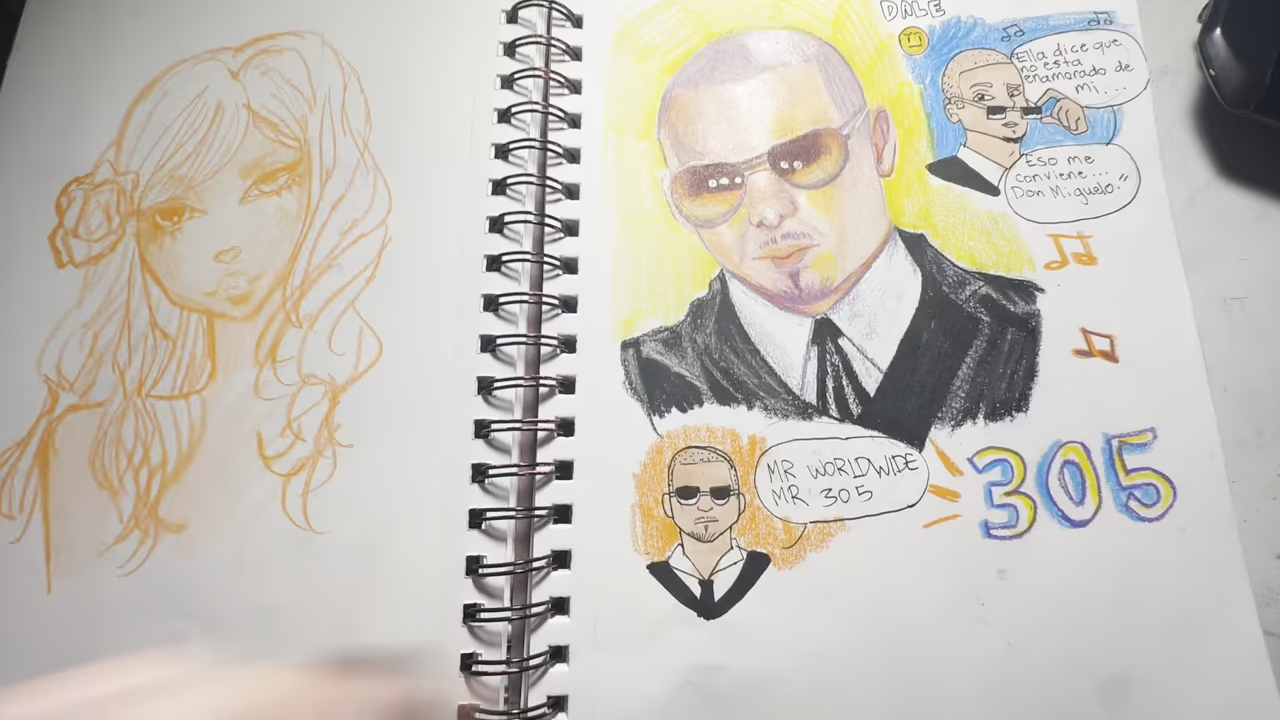 DALE
Ella dice que
no esta
enamorado de
mi...
Eso me
conviene...
Don Miguelo."
MR WORLDWIDE
MR 305
305